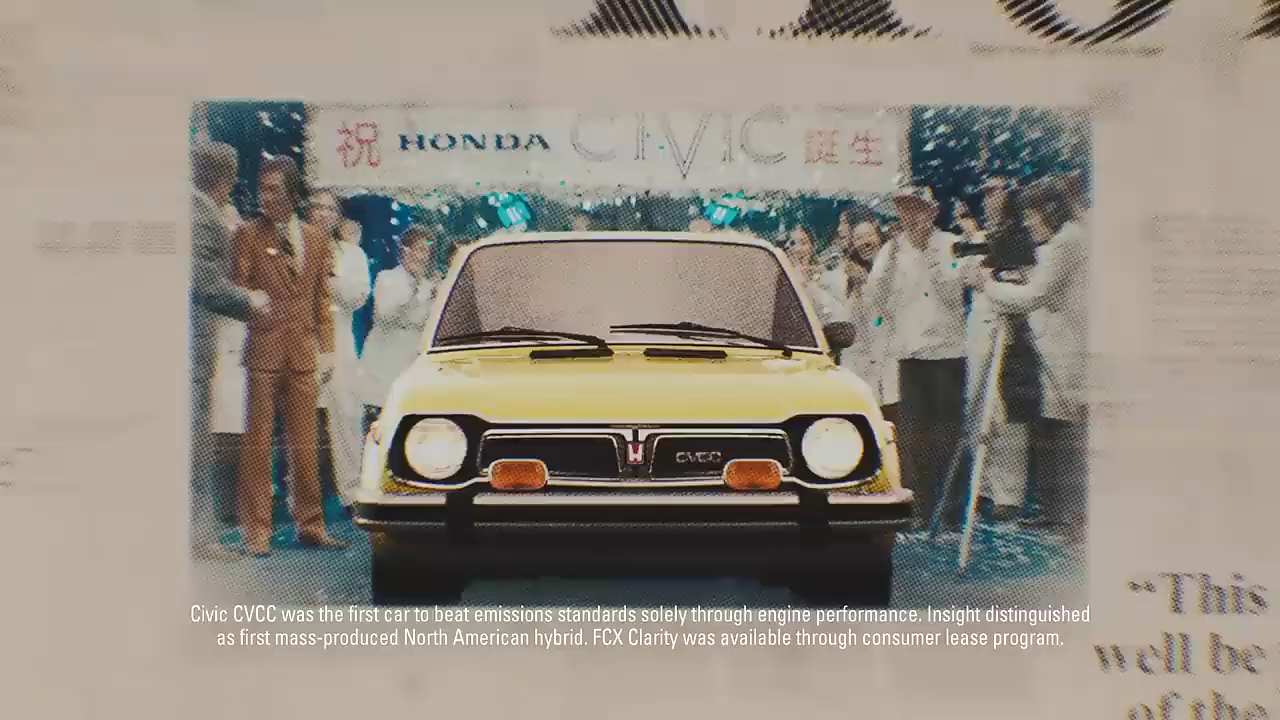 祝 HONDA CIVIC 誕生
CVCC
Civic CVCC was the first car to beat emissions standards solely through engine performance. Insight distinguished
as first mass-produced North American hybrid. FCX Clarity was available through consumer lease program.
“This
well be
of the